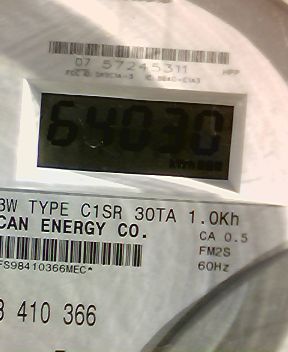 07 57245311
64030
3W TYPE C1SR 30TA 1.0Kh
CAN ENERGY CO.
CA 0.5
FM2S
FS98410366MEC*
60Hz
410 366